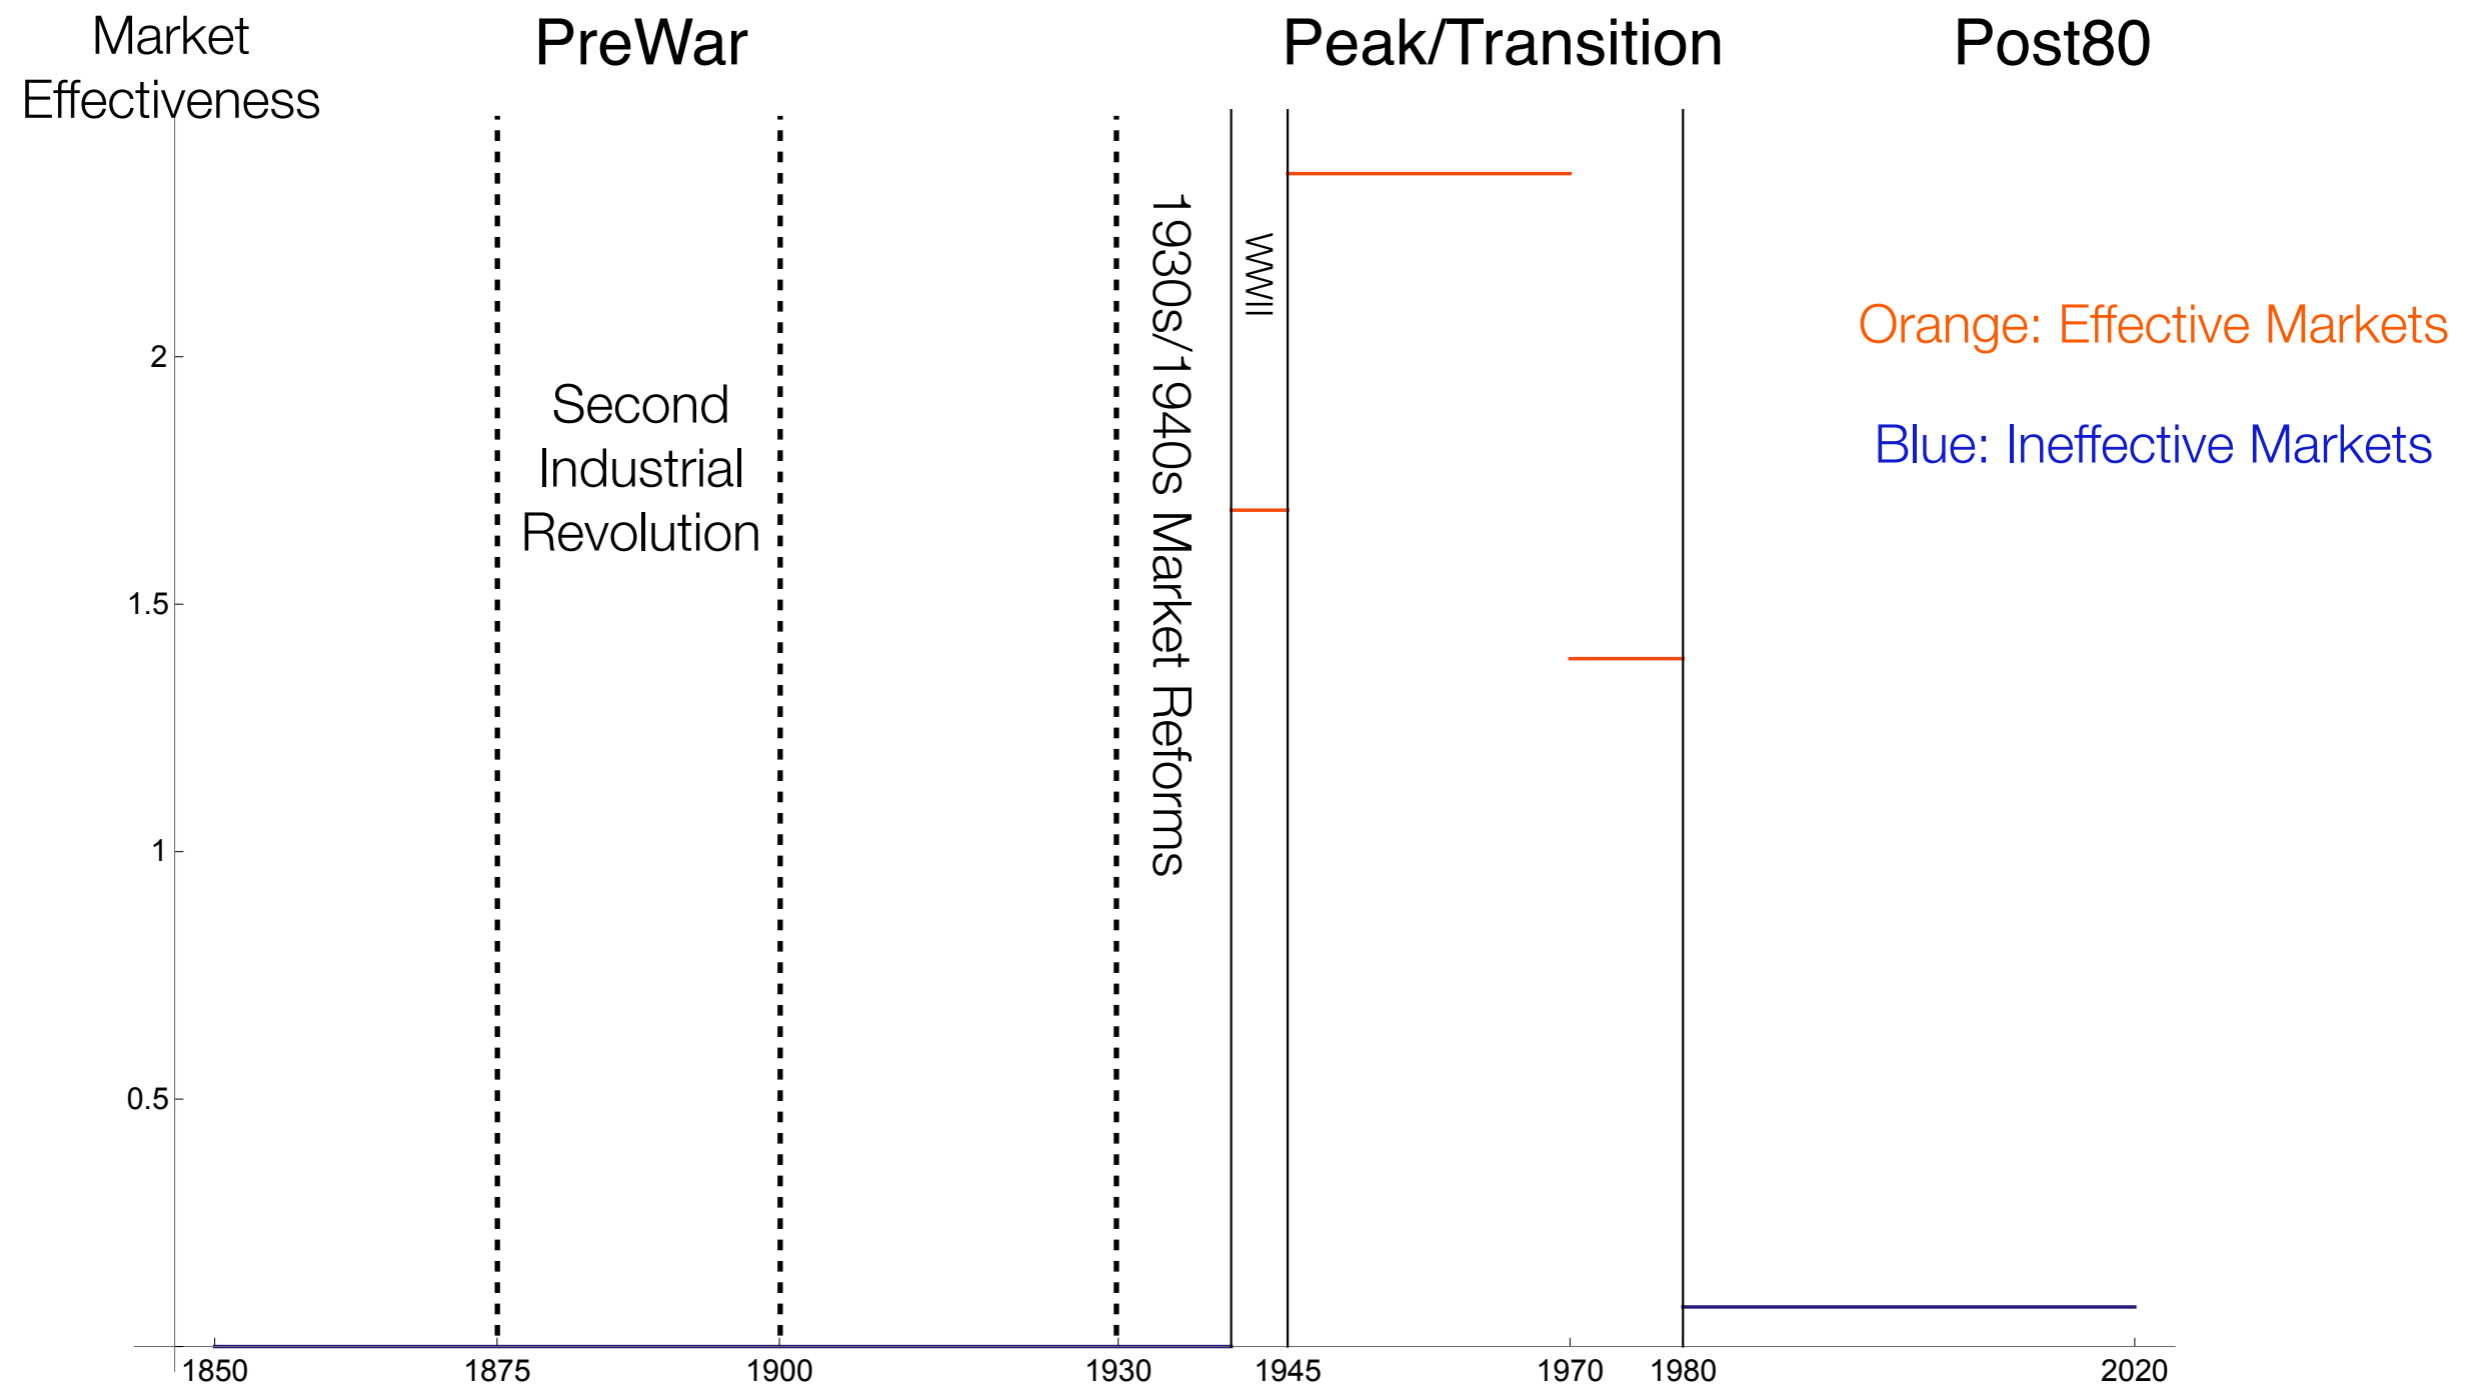 Market
Effectiveness
PreWar
Peak/Transition
Post80
Second
Industrial
Revolution
1930s/1940s Market Reforms
WWII
Orange: Effective Markets
Blue: Ineffective Markets
2
1.5
1
0.5
1850
1875
1900
1930
1945
1970
1980
2020